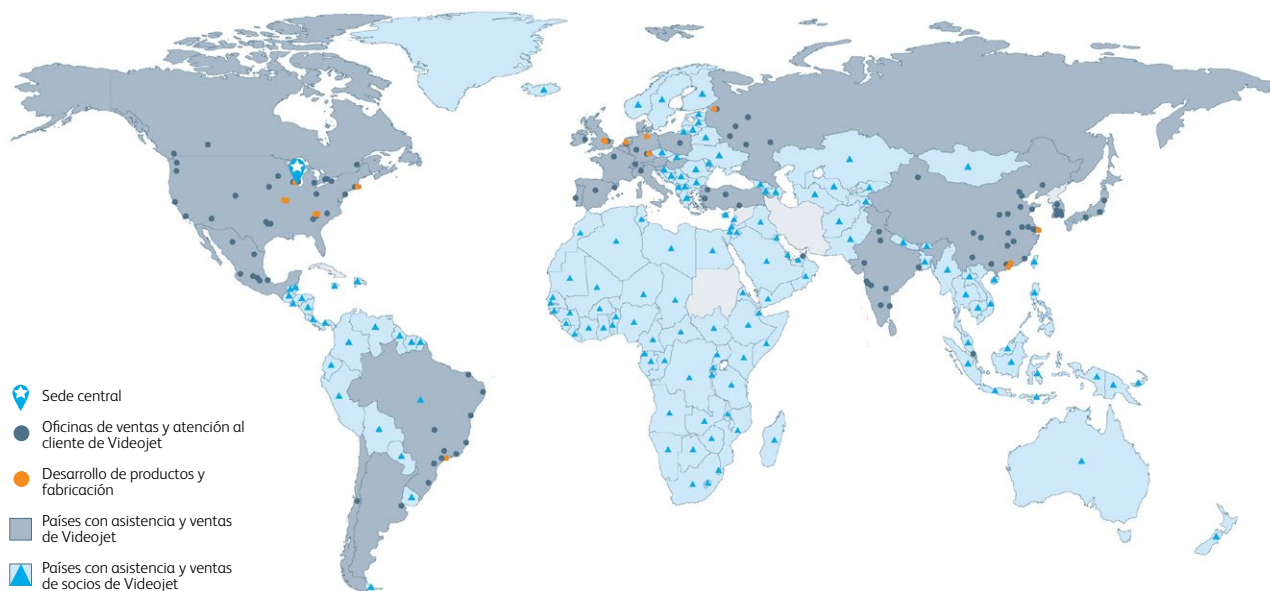 Sede central
Oficinas de ventas y atención al
cliente de Videojet
Desarrollo de productos y
fabricación
Países con asistencia y ventas
de Videojet
Países con asistencia y ventas
de socios de Videojet